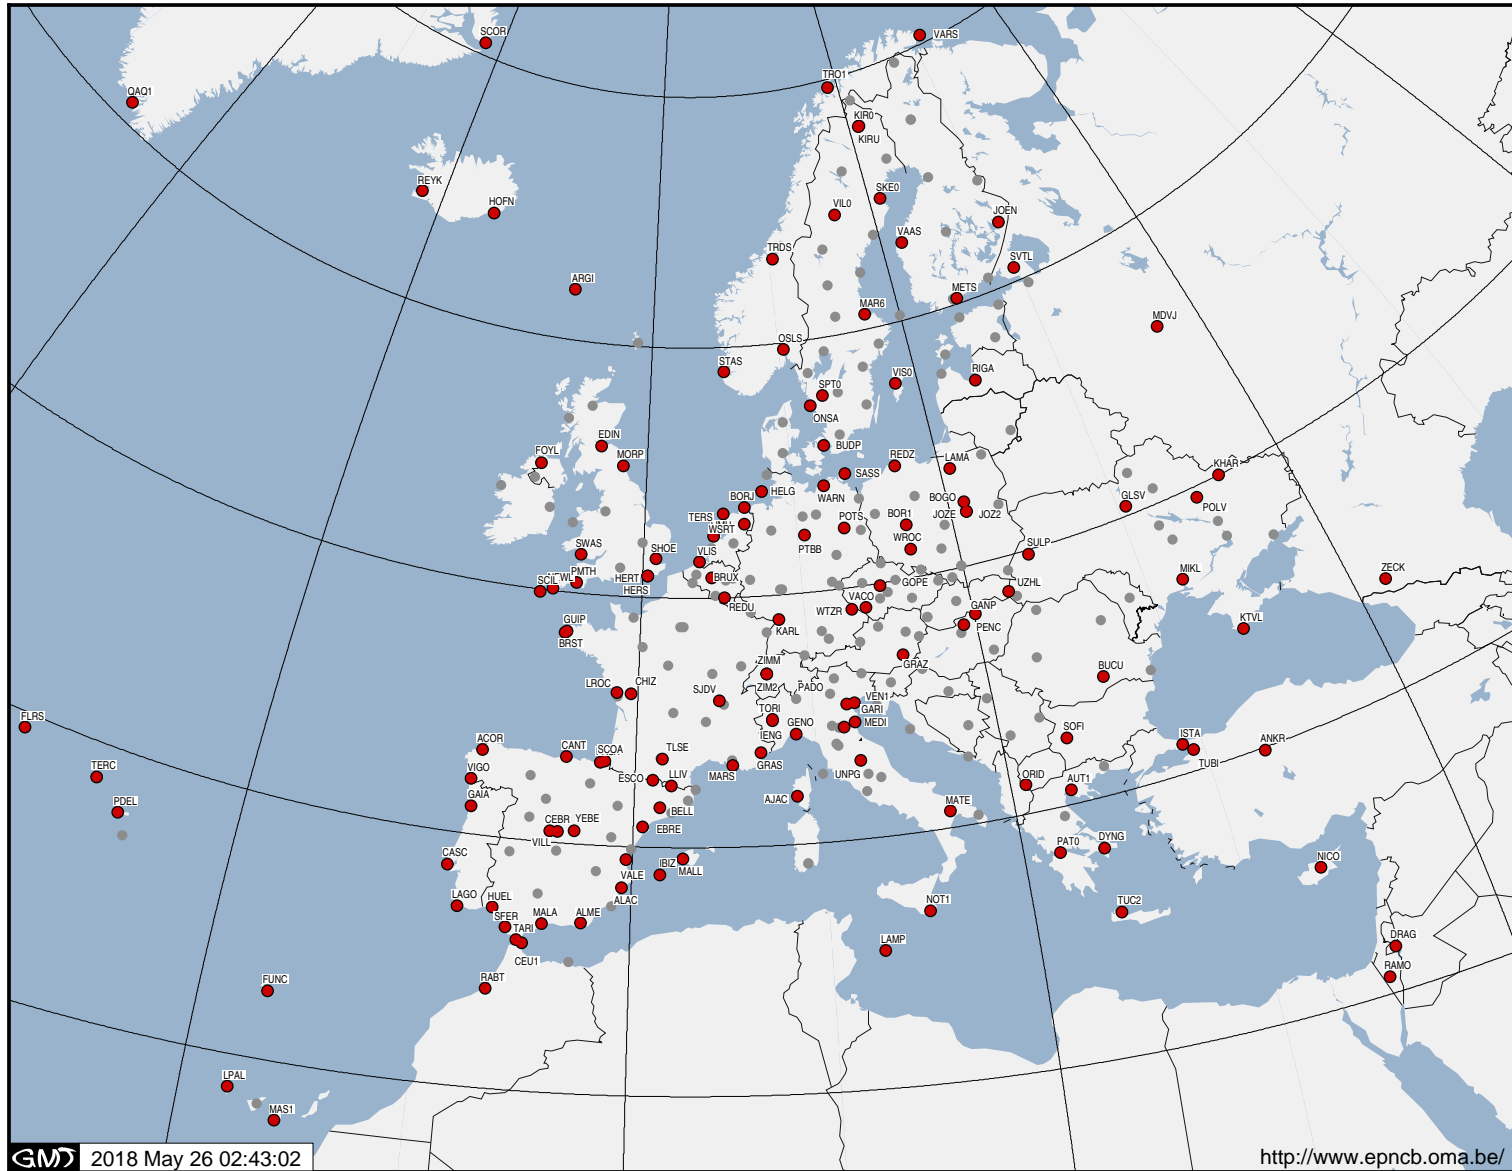 SCOR
VARS
TRO1
QAQ1
KIR0
KIRU
REYK
HOFN
SKE0
VIL0
JOEN
VAAS
TRDS
SVTL
ARGI
METS
MAR6
MDVJ
OSLS
STAS
RIGA
VIS0
SPT0
ONSA
EDIN
BUDP
FOYL
MORP
REDZ
LAMA
KHAR
SASS
HELG
WARN
BORJ
BOGO
GLSV
POLV
TERS
POTS
BOR1
JOZE
JOZ2
WSRT
PTBB
WROC
SWAS
SHOE
VLIS
SULP
PMTH
SCIL
HERT
HERS
BRUX
GOPE
UZHL
MIKL
ZECK
REDU
VACO
WTZR
GANP
GUIP
BRST
KARL
PENC
KTVL
GRAZ
ZIMM
ZIM2
BUCU
LROC
CHIZ
SJDV
PADO
VEN1
GARI
FLRS
TORI
IENG
GENO
MEDI
SOFI
ACOR
CANT
SCOA
ISTA
TUBI
ANKR
TLSE
TERC
VIGO
ESCO
LLIV
MARS
GRAS
UNPG
ORID
AUT1
GAIA
PDEL
AJAC
BELL
MATE
CEBR
YEBE
EBRE
VILL
PAT0
DYNG
CASC
IBIZ
MALL
NICO
VALE
ALAC
LAGO
HUEL
NOT1
TUC2
SFER
MALA
ALME
TARI
LAMP
DRAG
CEU1
RAMO
FUNC
RABT
LPAL
MAS1
GMT
2018 May 26 02:43:02
http://www.epncb.oma.be/